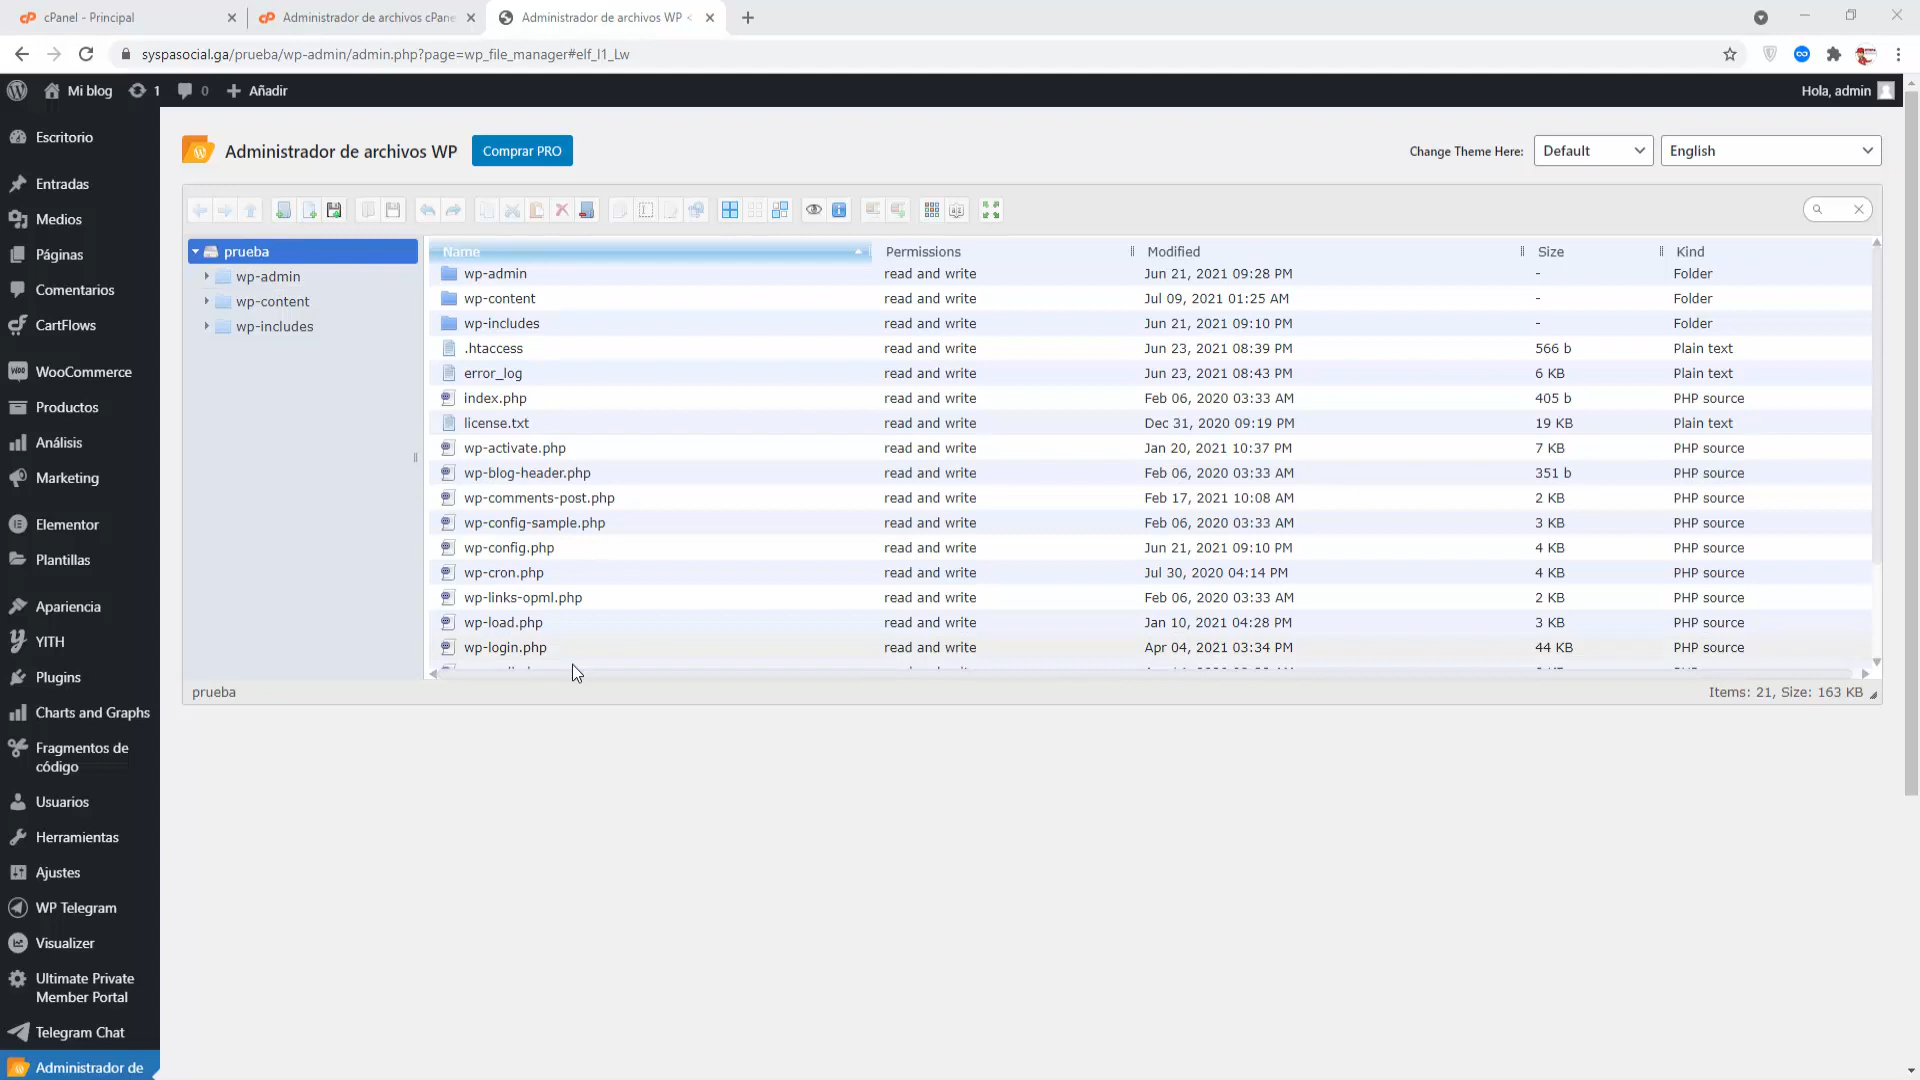 cPanel - Principal
Administrador de archivos cPane
Administrador de archivos WP <
syspasocial.ga/prueba/wp-admin/admin.php?page=wp_file_manager#elf_l1_Lw
Mi blog
1
0
Añadir
Hola, admin
Escritorio
Entradas
Medios
Páginas
Comentarios
CartFlows
WooCommerce
Productos
Análisis
Marketing
Elementor
Plantillas
Apariencia
YITH
Plugins
Charts and Graphs
Fragmentos de
código
Usuarios
Herramientas
Ajustes
WP Telegram
Visualizer
Ultimate Private
Member Portal
Telegram Chat
Administrador de
Administrador de archivos WP
Comprar PRO
Change Theme Here:
Default
English
prueba
wp-admin
wp-content
wp-includes
Name Permissions Modified Size Kind
wp-admin read and write Jun 21, 2021 09:28 PM - Folder
wp-content read and write Jul 09, 2021 01:25 AM - Folder
wp-includes read and write Jun 21, 2021 09:10 PM - Folder
.htaccess read and write Jun 23, 2021 08:39 PM 566 b Plain text
error_log read and write Jun 23, 2021 08:43 PM 6 KB Plain text
index.php read and write Feb 06, 2020 03:33 AM 405 b PHP source
license.txt read and write Dec 31, 2020 09:19 PM 19 KB Plain text
wp-activate.php read and write Jan 20, 2021 10:37 PM 7 KB PHP source
wp-blog-header.php read and write Feb 06, 2020 03:33 AM 351 b PHP source
wp-comments-post.php read and write Feb 17, 2021 10:08 AM 2 KB PHP source
wp-config-sample.php read and write Feb 06, 2020 03:33 AM 3 KB PHP source
wp-config.php read and write Jun 21, 2021 09:10 PM 4 KB PHP source
wp-cron.php read and write Jul 30, 2020 04:14 PM 4 KB PHP source
wp-links-opml.php read and write Feb 06, 2020 03:33 AM 2 KB PHP source
wp-load.php read and write Jan 10, 2021 04:28 PM 3 KB PHP source
wp-login.php read and write Apr 04, 2021 03:34 PM 44 KB PHP source
prueba
Items: 21, Size: 163 KB